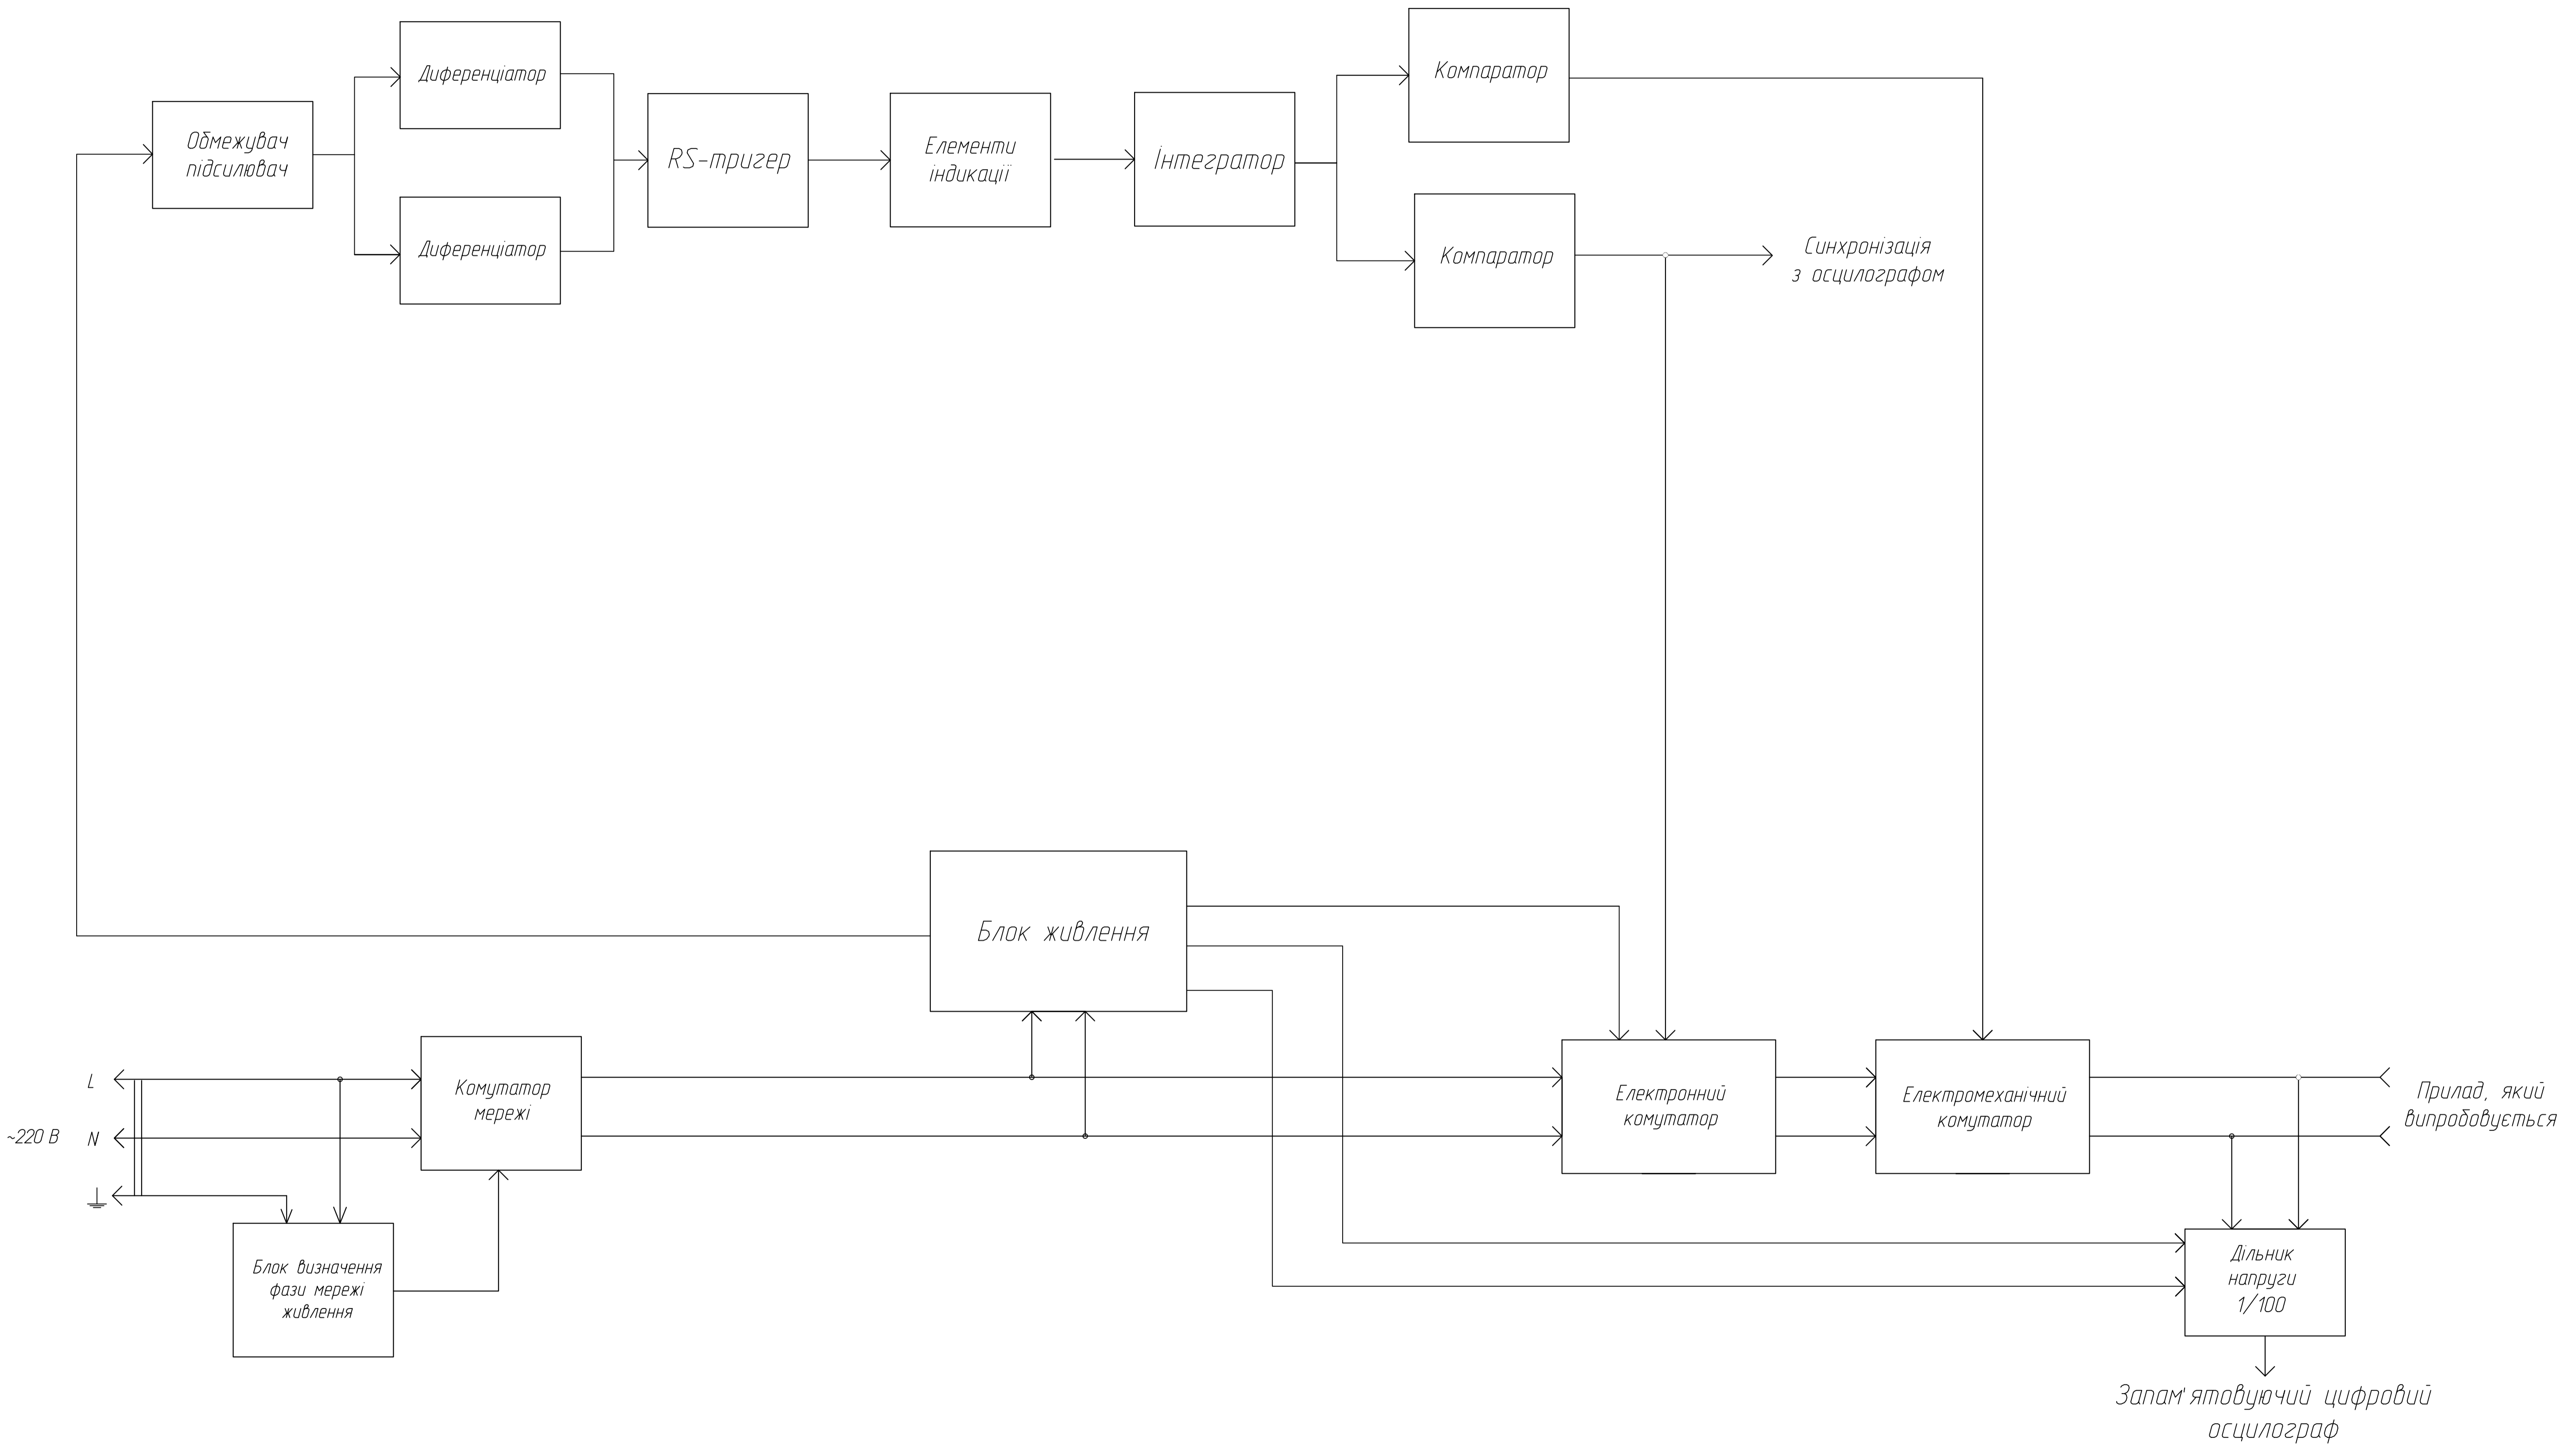 Диференціатор
Компаратор
Обмежувач
підсилювач
RS-тригер
Елементи
індикації
Інтегратор
Диференціатор
Компаратор
Синхронізація
з осцилографом
Блок живлення
~220 В
L
N
Комутатор
мережі
Електронний
комутатор
Електромеханічний
комутатор
Прилад, який
випробовується
Блок визначення
фази мережі
живлення
Дільник
напруги
1/100
Запам'ятовуючий цифровий
осцилограф